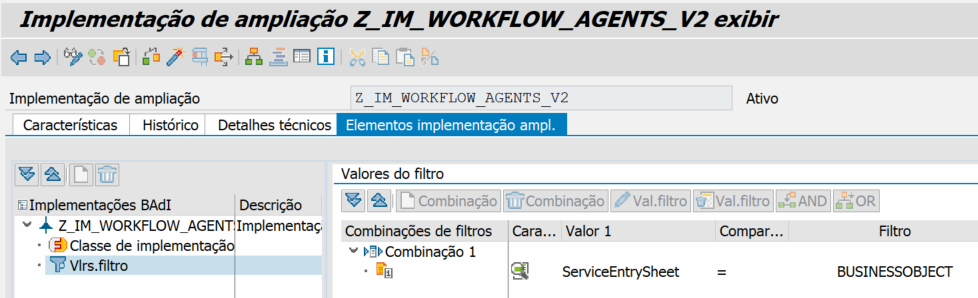 Implementação de ampliação Z_IM_WORKFLOW_AGENTS_V2 exibir
Implementação de ampliação Z_IM_WORKFLOW_AGENTS_V2 Ativo
Características Histórico Detalhes técnicos Elementos implementação ampl.
Valores do filtro
Combinação Combinação Val.filtro Val.filtro AND OR
Implementações BAdI Descrição
Combinações de filtros Cara... Valor 1 Compar... Filtro
Z_IM_WORKFLOW_AGENT: Implementaç
Combinação 1
Classe de implementação
Vlrs.filtro
ServiceEntrySheet = BUSINESSOBJECT